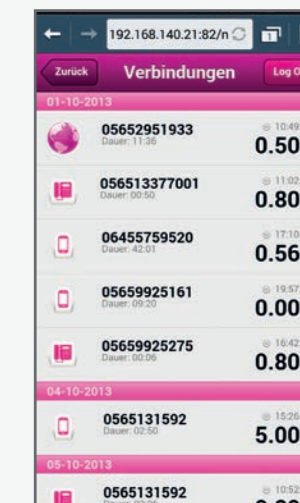 192.168.140.21:82/n
Zurück Verbindungen Log O
01-10-2013
05652951933 10:49
Dauer: 11:36 0.50
056513377001 11:02
Dauer: 00:50 0.80
06455759520 17:10
Dauer: 42:01 0.56
05659925161 19:57
Dauer: 09:20 0.00
05659925275 16:42
Dauer: 00:06 0.80
04-10-2013
0565131592 15:26
Dauer: 02:50 5.00
05-10-2013
0565131592 10:52